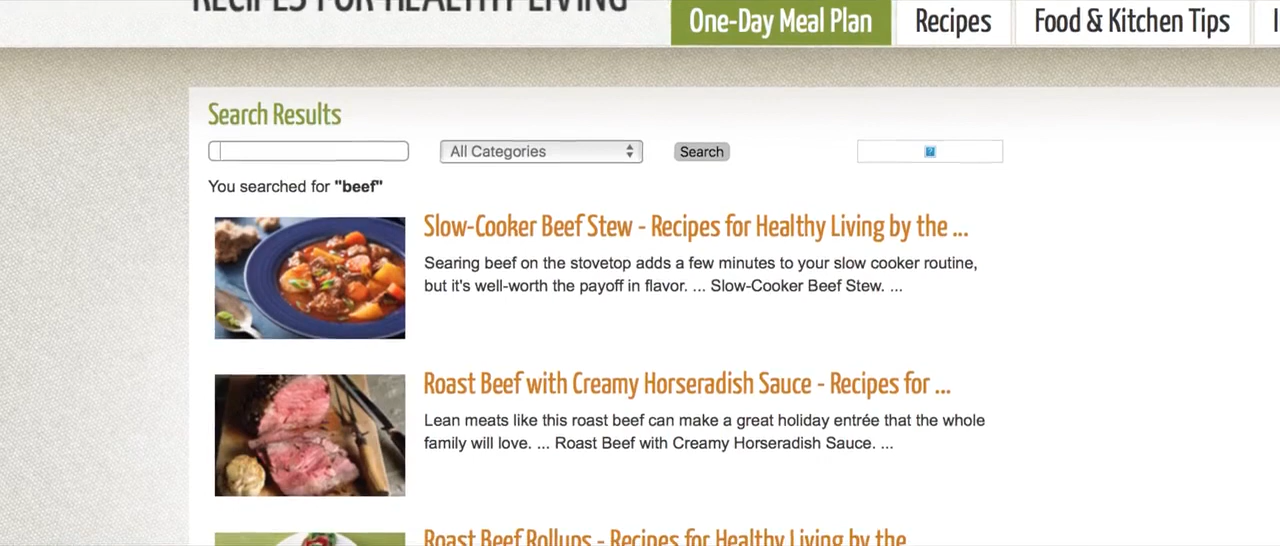 RECIPES FOR HEALTHY LIVING
One-Day Meal Plan
Recipes
Food & Kitchen Tips
Search Results
All Categories
Search
You searched for "beef"
Slow-Cooker Beef Stew - Recipes for Healthy Living by the ...
Searing beef on the stovetop adds a few minutes to your slow cooker routine,
but it's well-worth the payoff in flavor. ... Slow-Cooker Beef Stew. ...
Roast Beef with Creamy Horseradish Sauce - Recipes for ...
Lean meats like this roast beef can make a great holiday entrée that the whole
family will love. ... Roast Beef with Creamy Horseradish Sauce. ...
Roast Beef Rollups - Recipes for Healthy Living by the